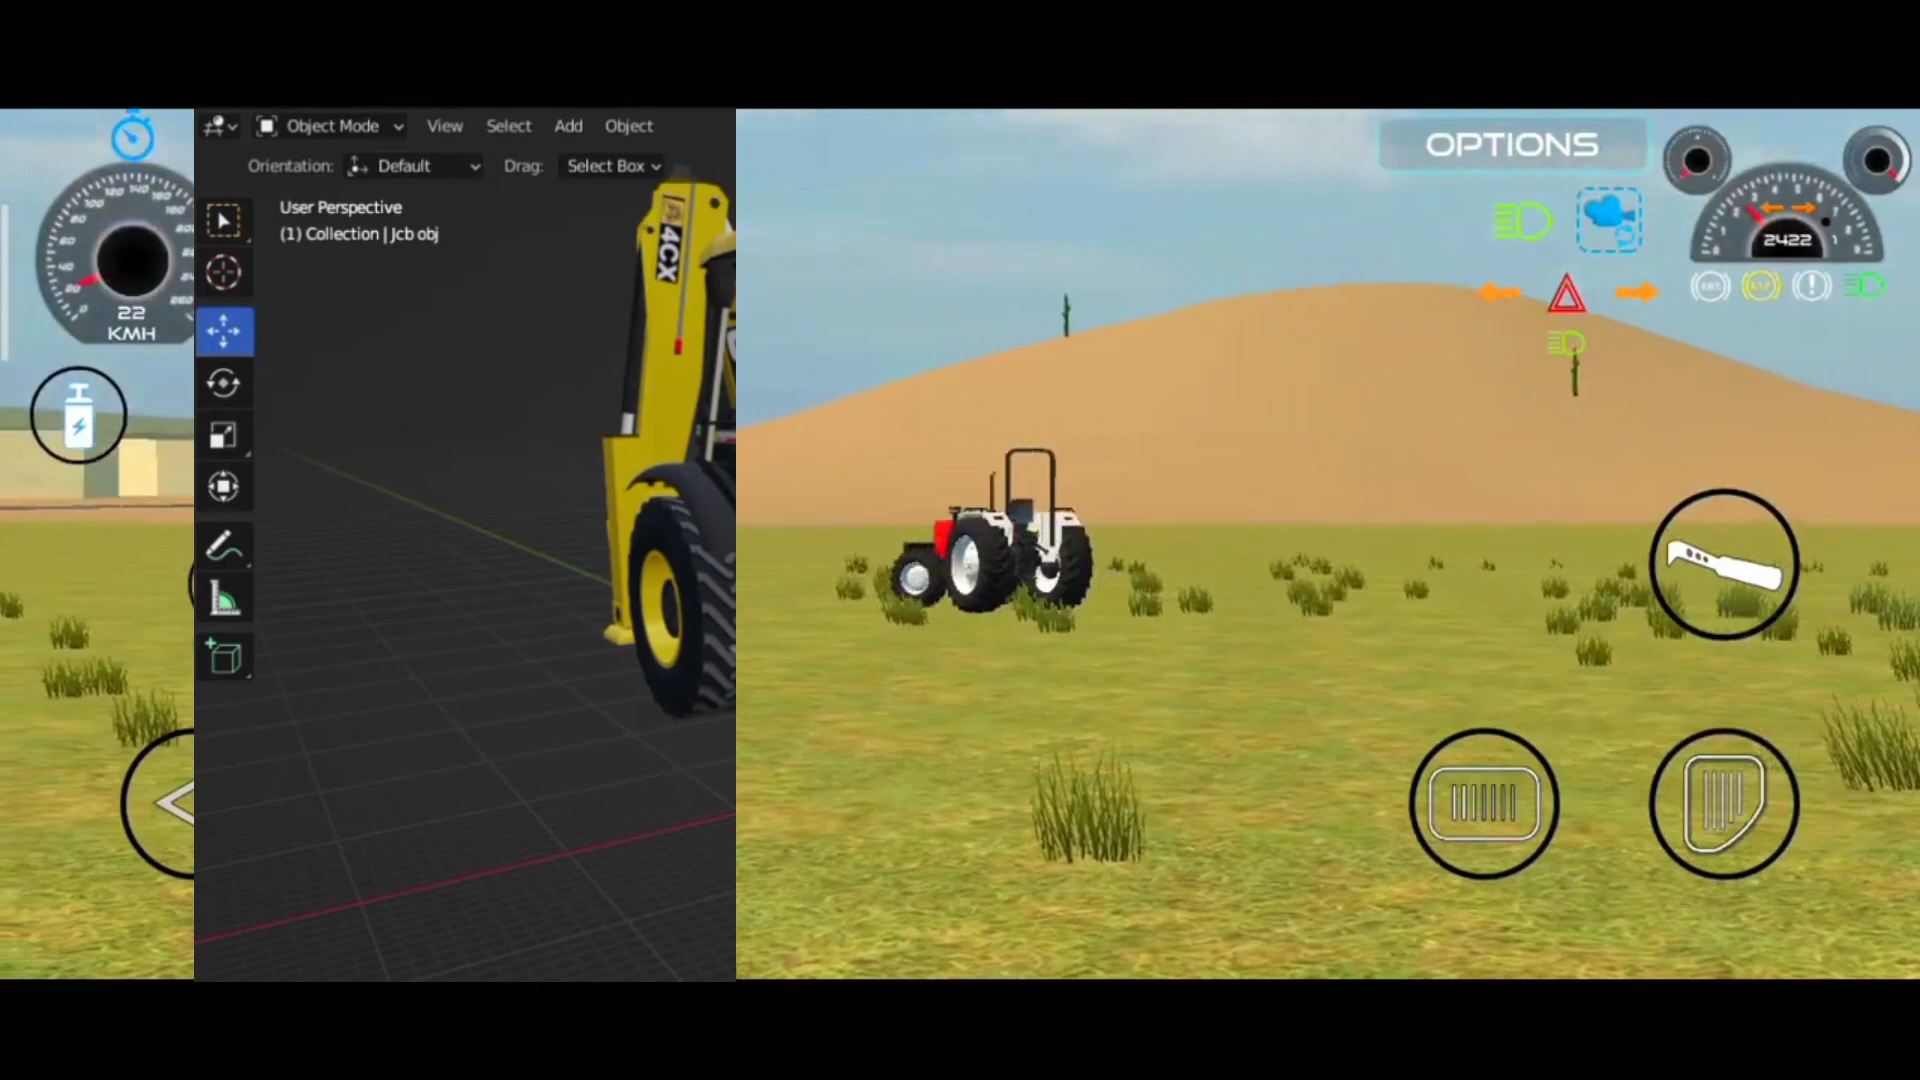 Object Mode View Select Add Object
Orientation: Default Drag: Select Box
User Perspective
(1) Collection | Jcb obj
4CX
22
KMH
OPTIONS
2422
ABS